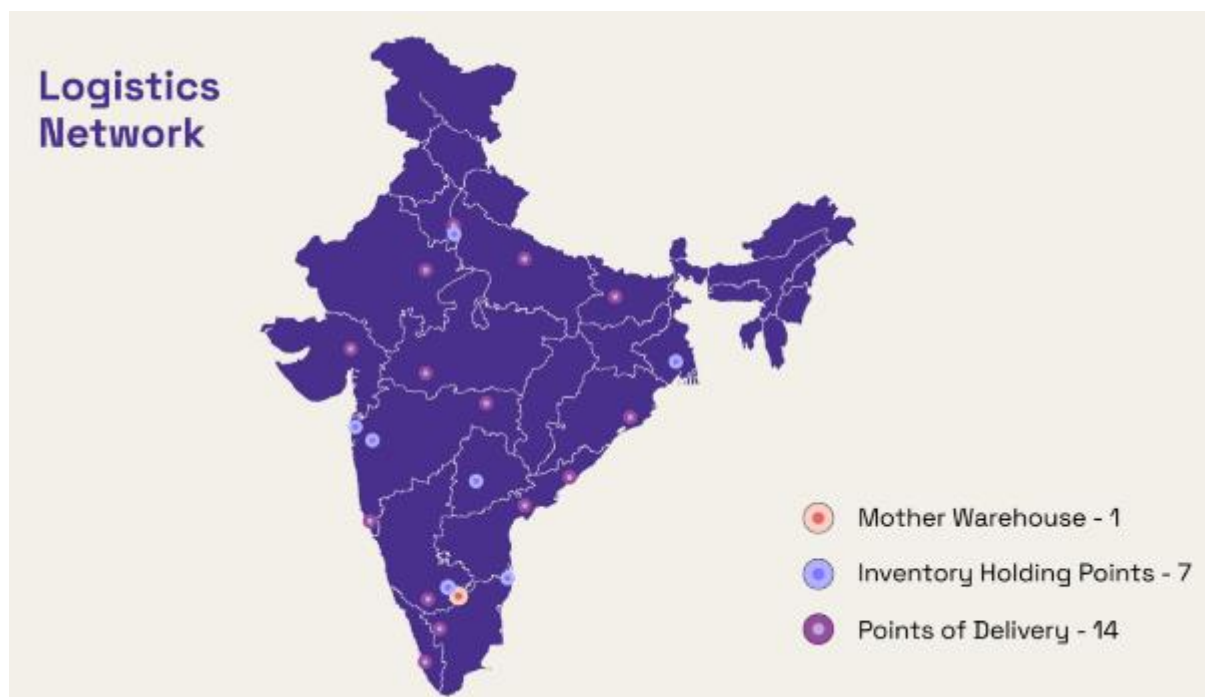 Logistics
Network
Mother Warehouse - 1
Inventory Holding Points - 7
Points of Delivery - 14